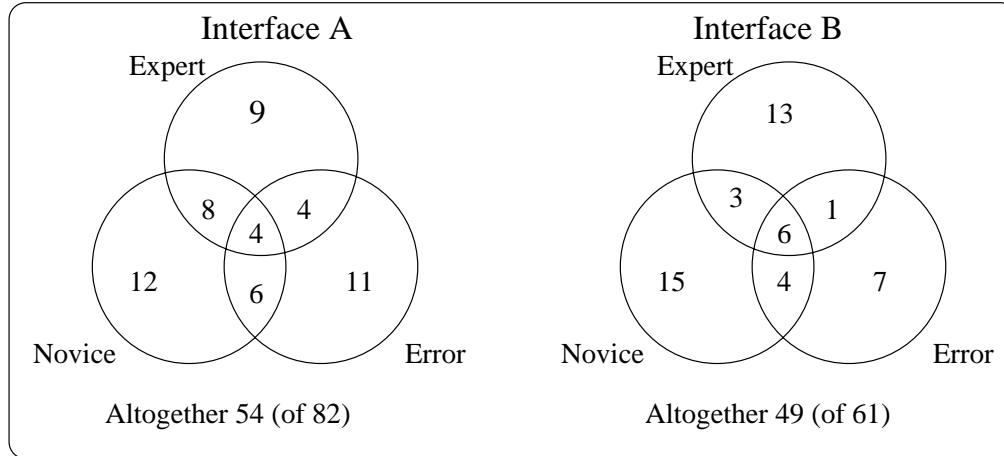 Interface A
Expert
9
8
4
4
12
6
11
Novice
Error
Altogether 54 (of 82)
Interface B
Expert
13
3
1
6
15
4
7
Novice
Error
Altogether 49 (of 61)